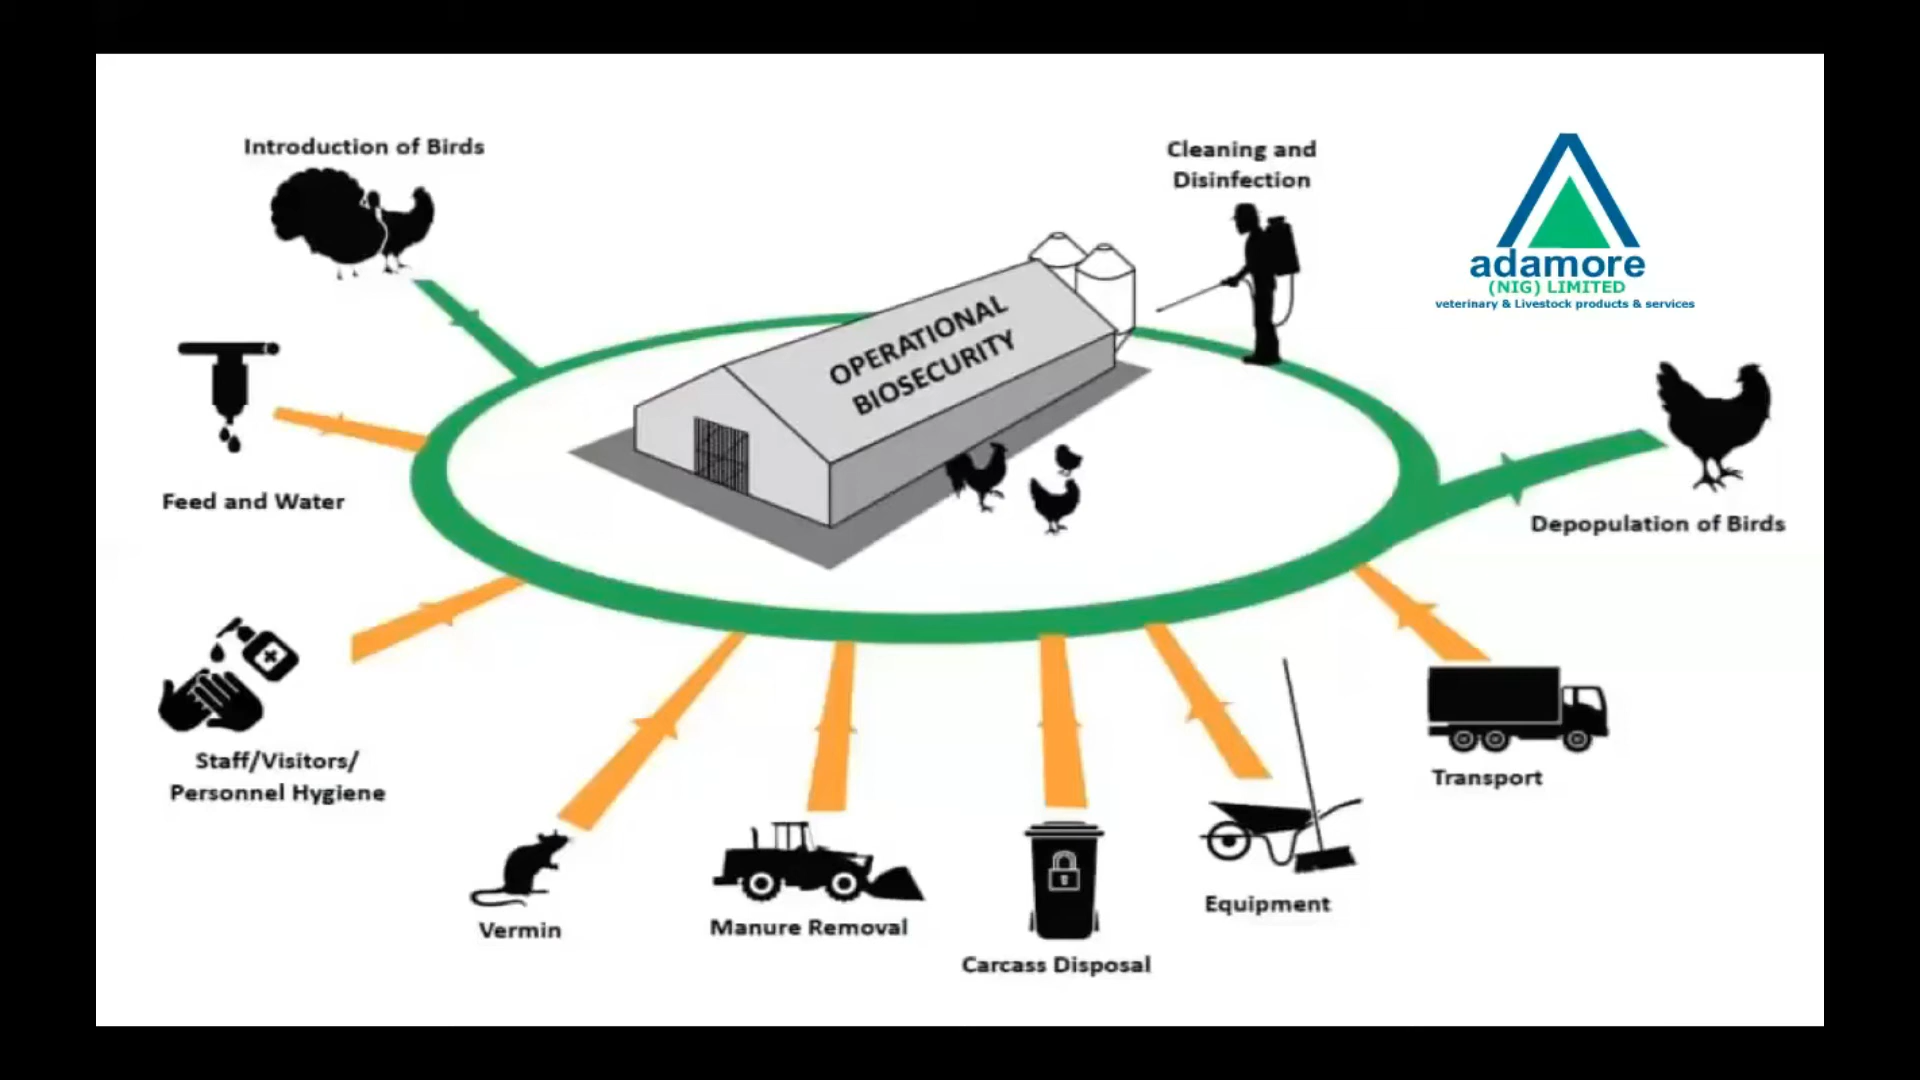 Introduction of Birds
Cleaning and
Disinfection
adamore
(NIG) LIMITED
veterinary & Livestock products & services
OPERATIONAL
BIOSECURITY
Feed and Water
Depopulation of Birds
Staff/Visitors/
Personnel Hygiene
Transport
Equipment
Vermin
Manure Removal
Carcass Disposal